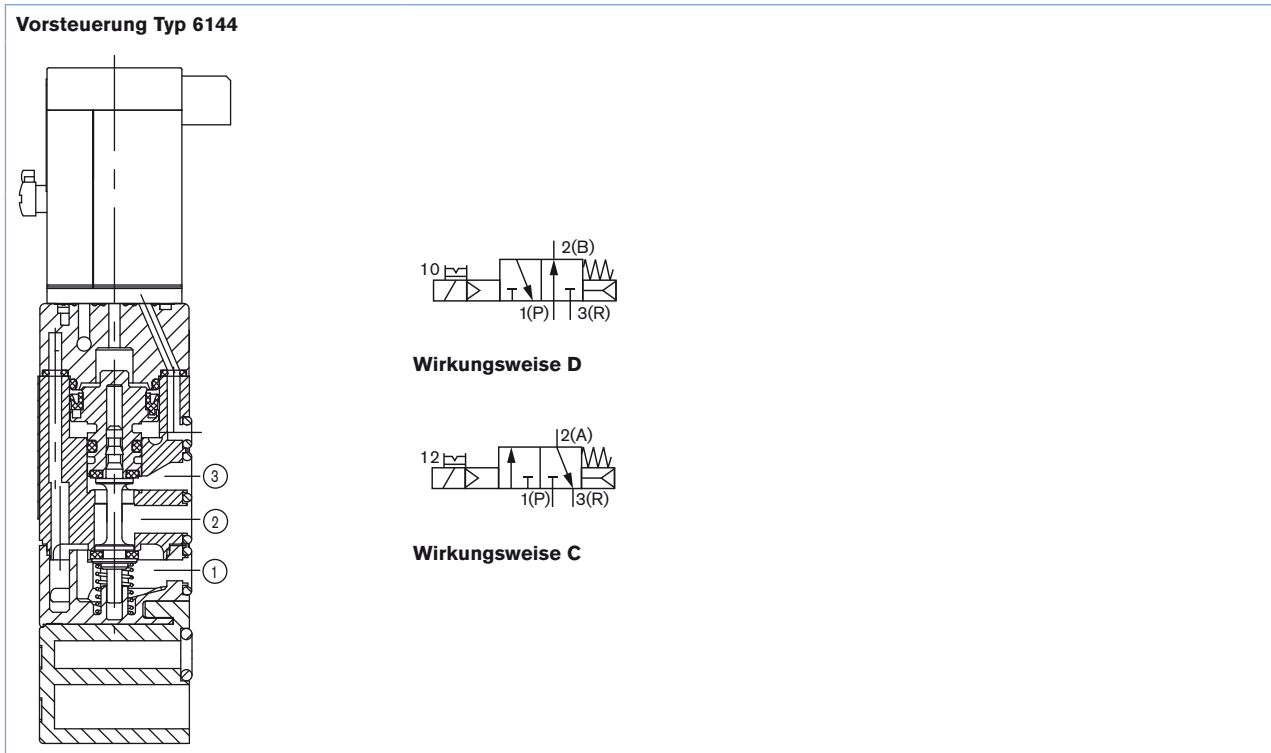 Vorsteuerung Typ 6144
2(B)
10
1(P) 3(R)
Wirkungsweise D
2(A)
12
1(P) 3(R)
Wirkungsweise C
3
2
1